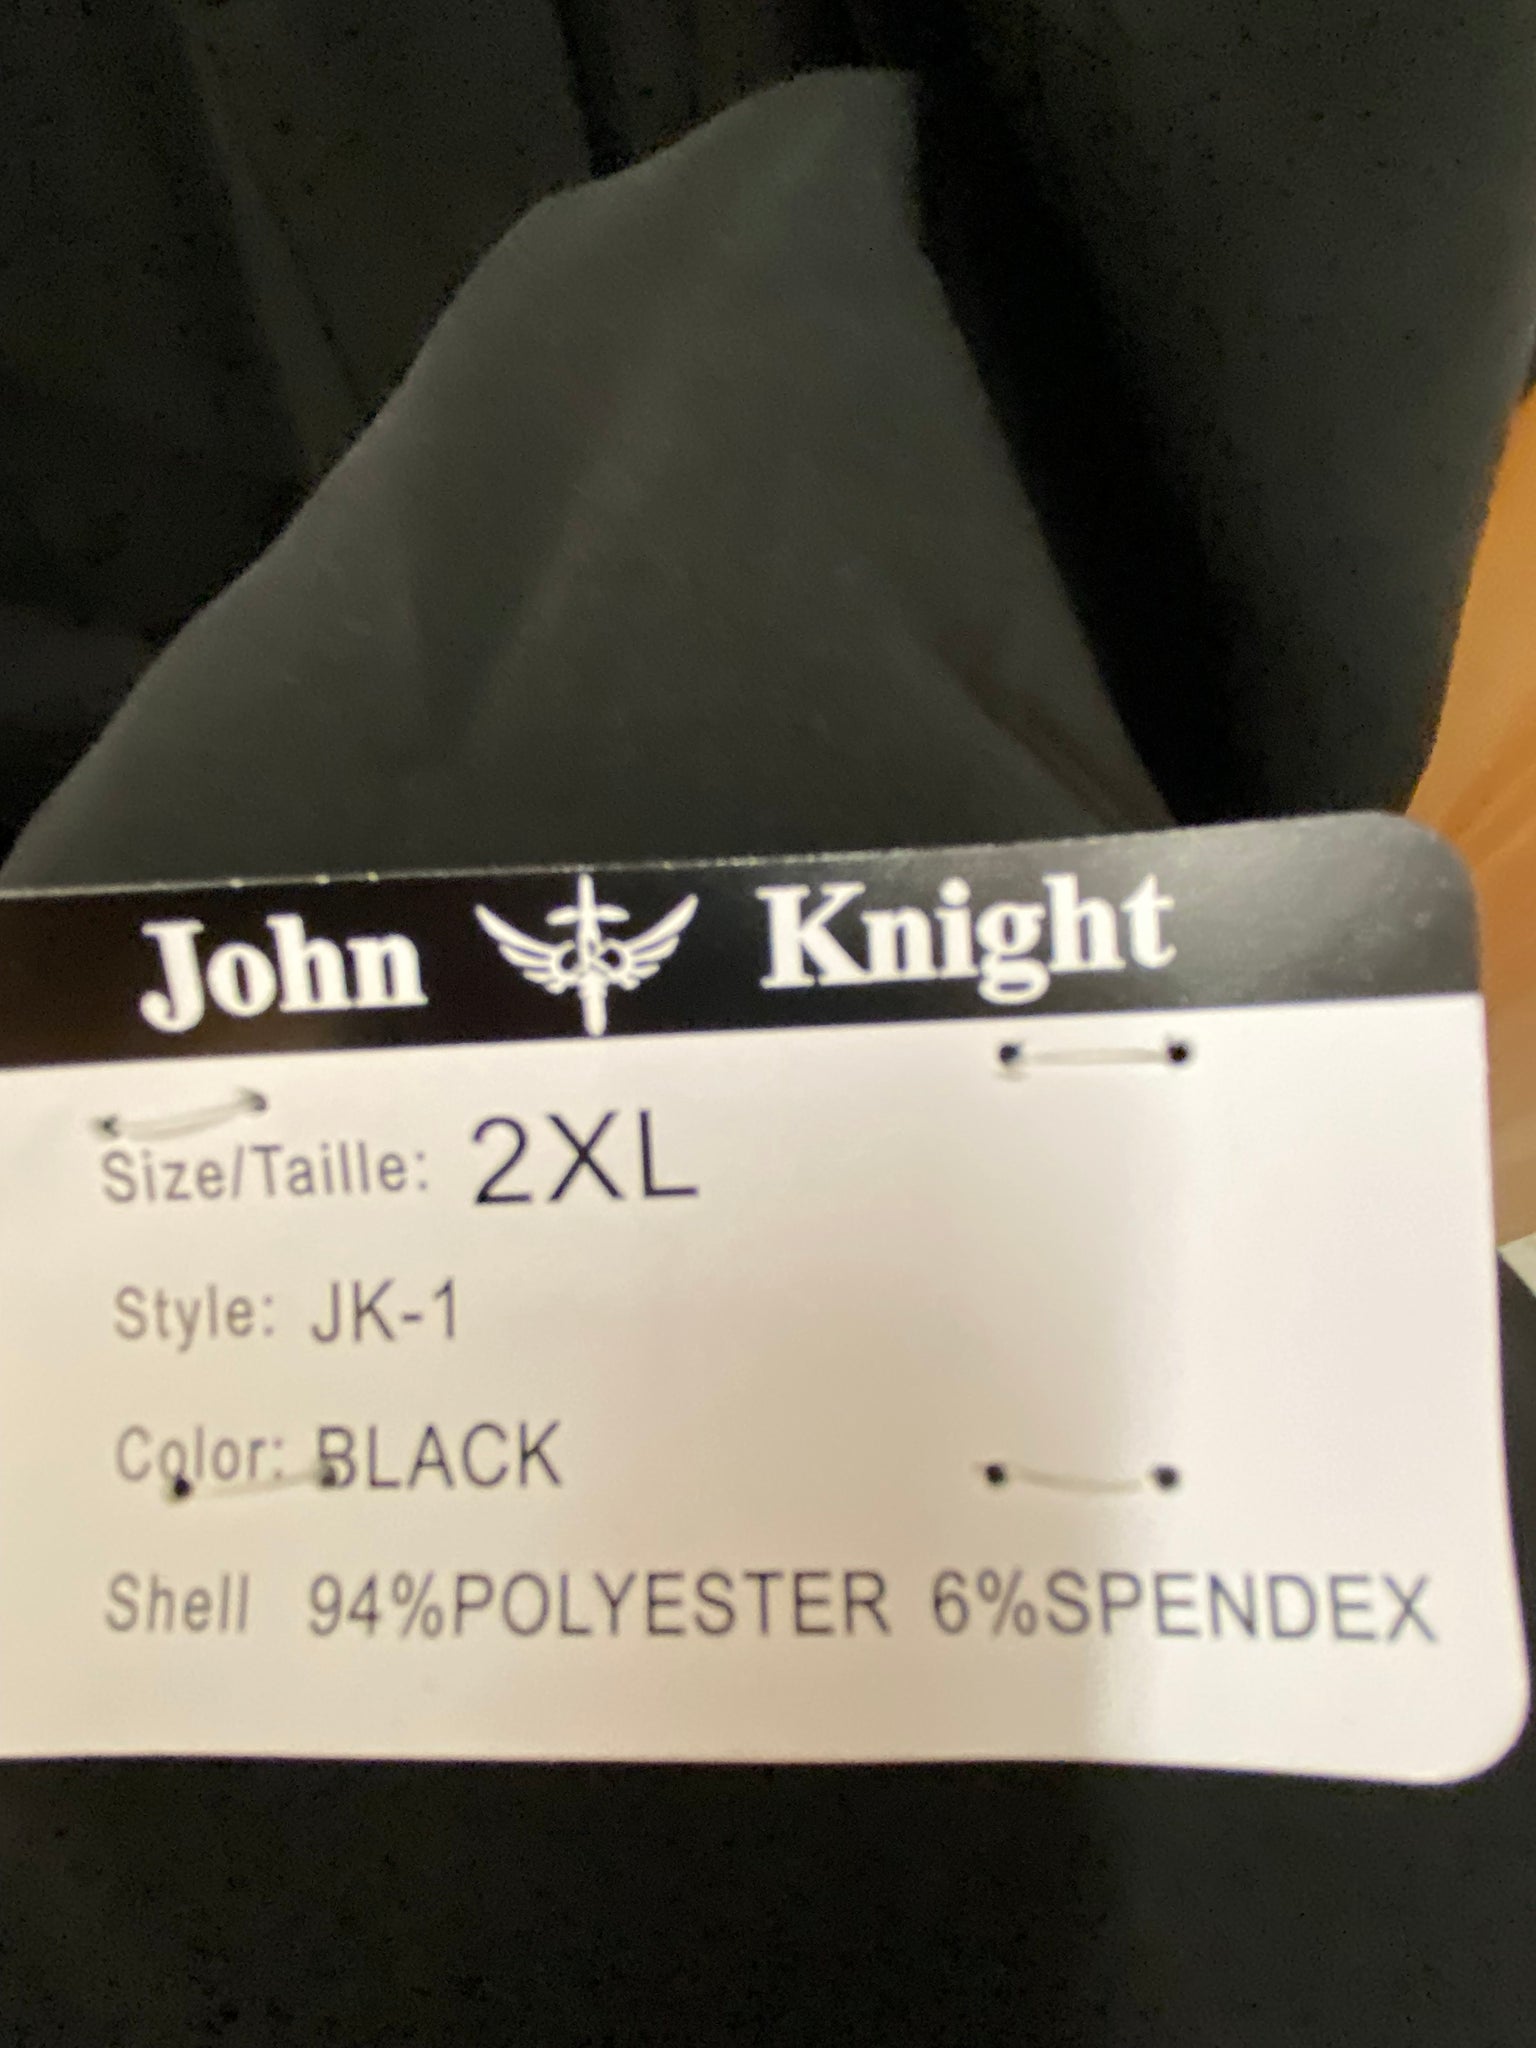 John Knight
Size/Taille: 2XL
Style: JK-1
Color: BLACK
Shell 94%POLYESTER 6%SPENDEX